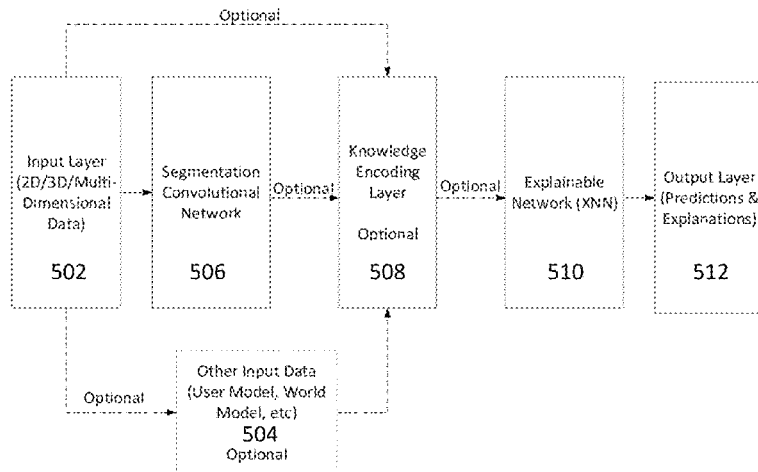 Optional
Input Layer
(2D/3D/Multi-
Dimensional
Data)
502
Segmentation
Convolutional
Network
506
Optional
Knowledge
Encoding
Layer
Optional
508
Optional
Explainable
Network (XNN)
510
Output Layer
(Predictions &
Explanations)
512
Optional
Other Input Data
(User Model, World
Model, etc)
504
Optional